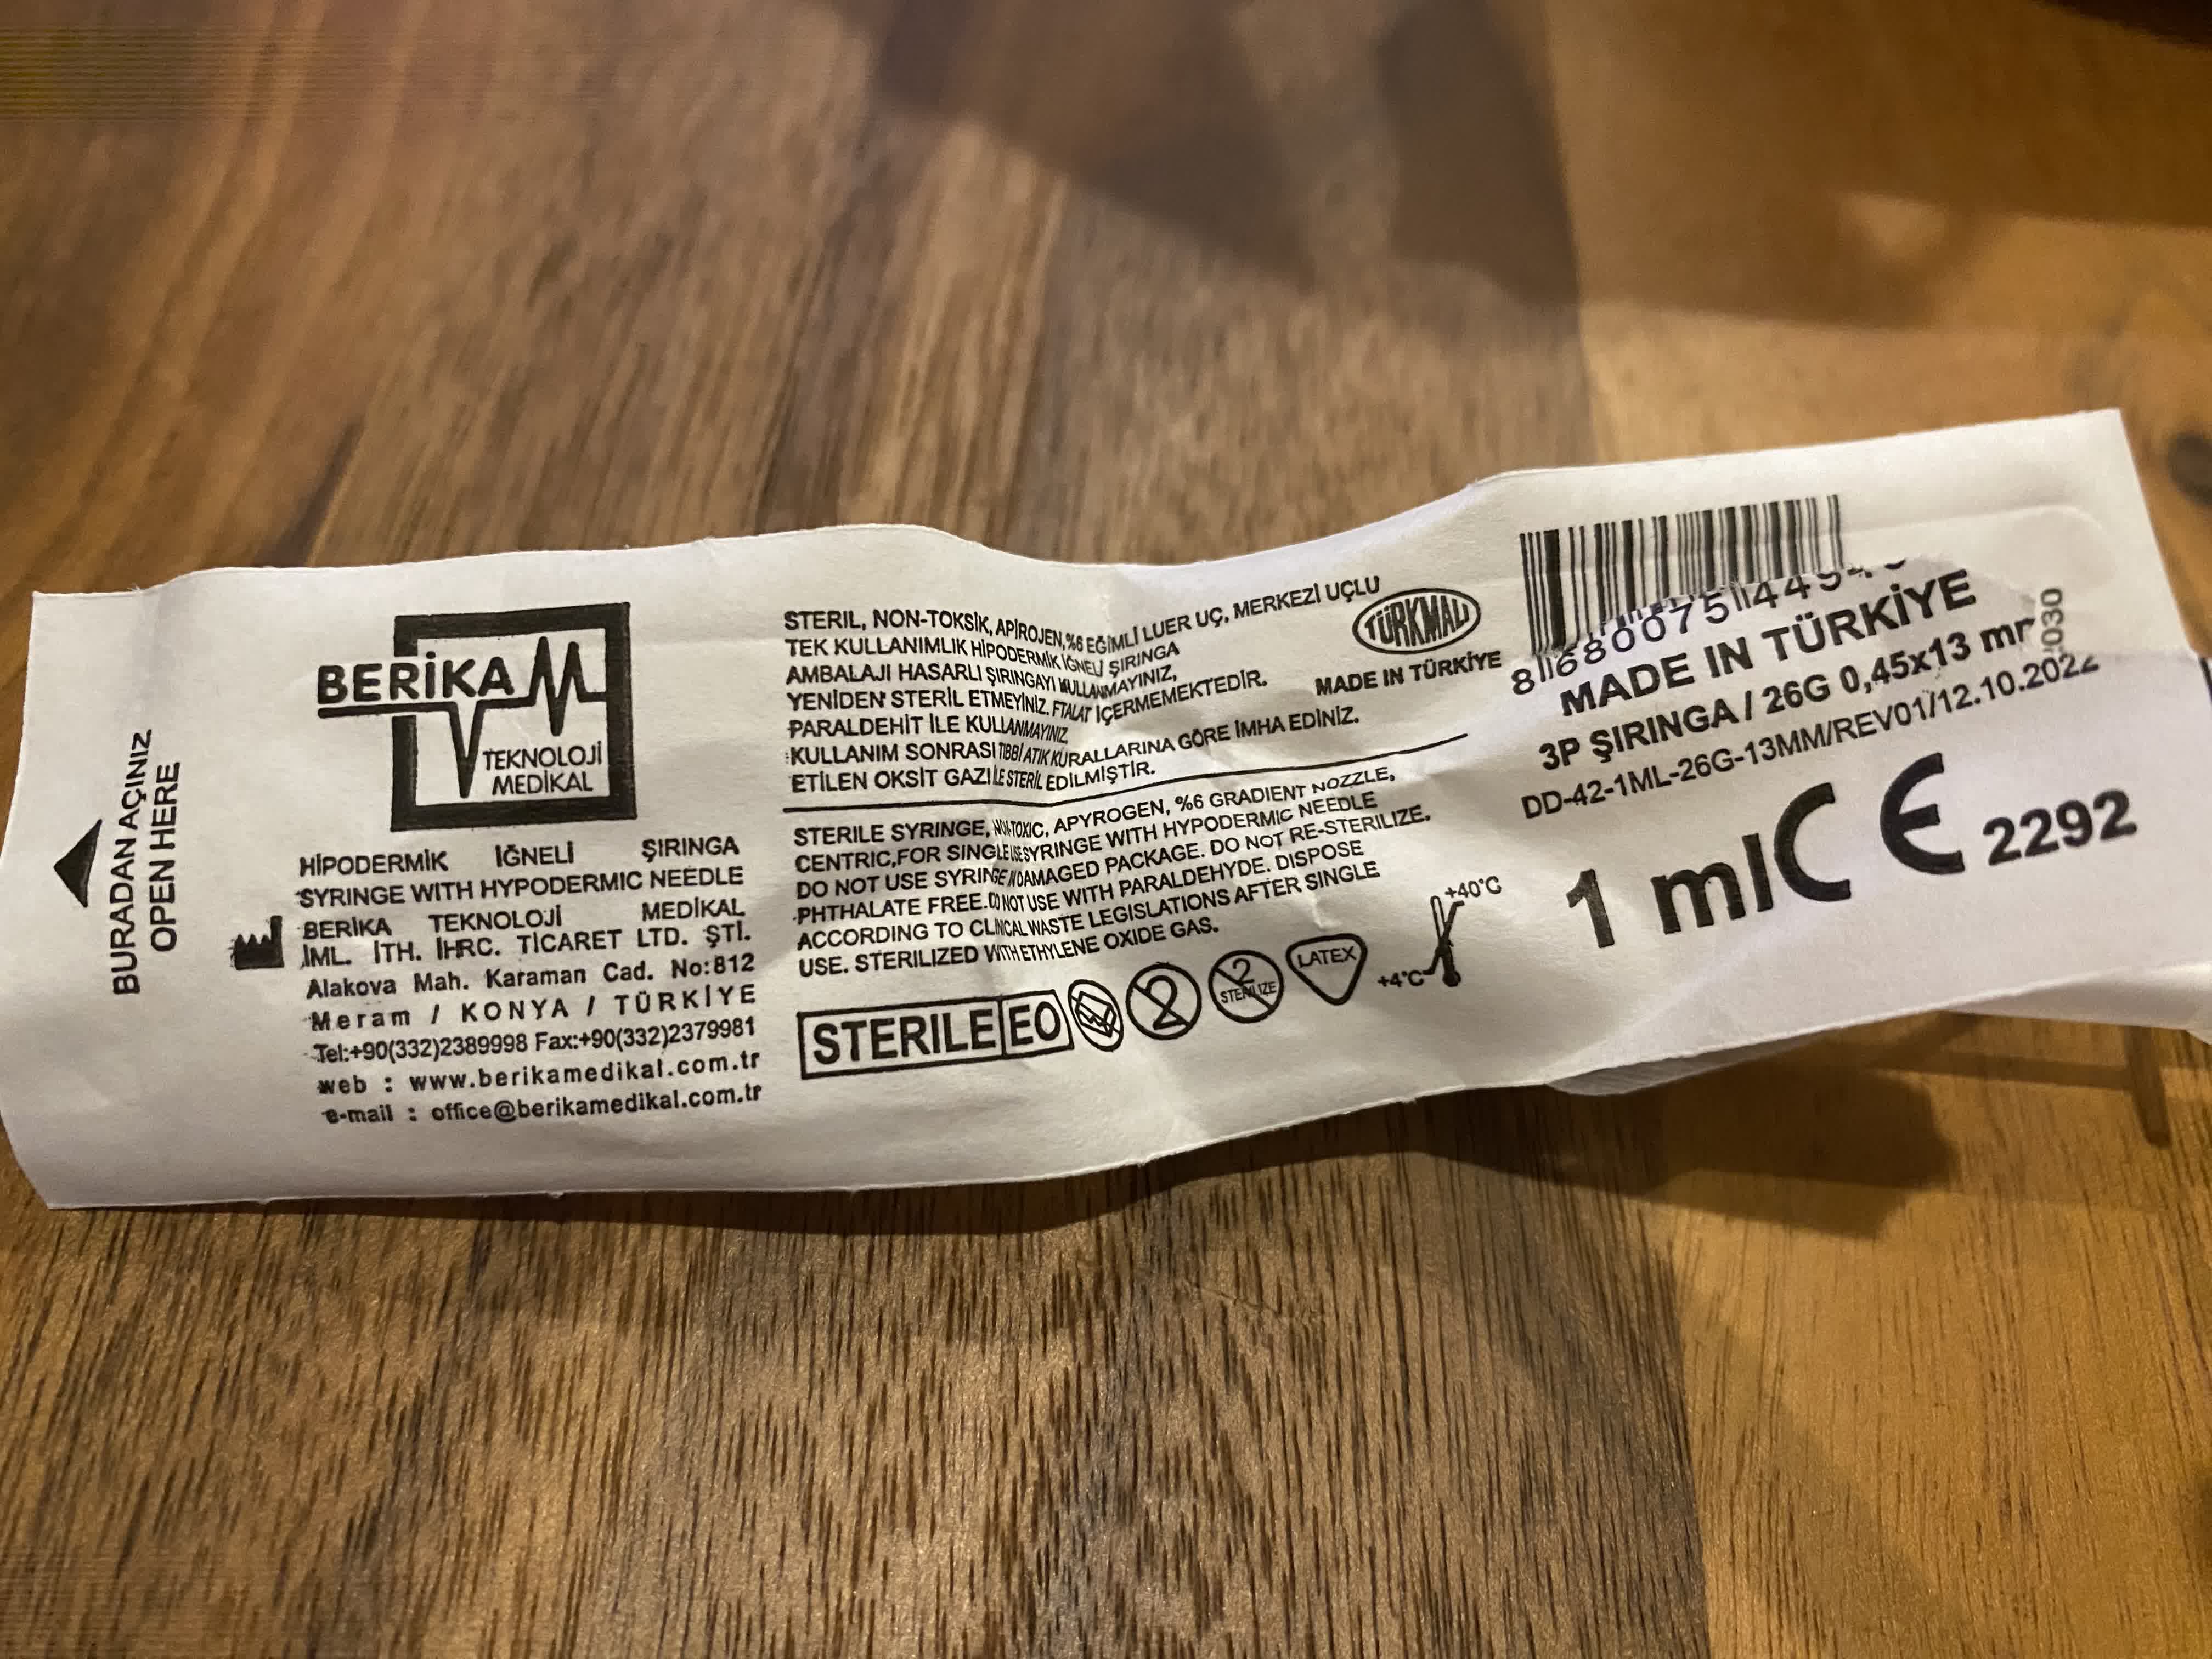 BURADAN AÇINIZ
OPEN HERE
BERİKA
TEKNOLOJİ
MEDİKAL
HİPODERMİK İĞNELİ ŞIRINGA
SYRINGE WITH HYPODERMIC NEEDLE
BERİKA TEKNOLOJİ MEDİKAL
İML. İTH. İHRC. TİCARET LTD. ŞTİ.
Alakova Mah. Karaman Cad. No:812
Meram / KONYA / TÜRKİYE
Tel:+90(332)2389998 Fax:+90(332)2379981
web : www.berikamedikal.com.tr
e-mail : office@berikamedikal.com.tr
STERIL, NON-TOKSİK, APİROJEN,%6 EĞİMLİ LUER UÇ, MERKEZİ UÇLU
TEK KULLANIMLIK HİPODERMİK İĞNELİ ŞIRINGA
AMBALAJI HASARLI ŞIRINGAYI KULLANMAYINIZ,
YENİDEN STERIL ETMEYİNİZ. FTALAT İÇERMEMEKTEDİR.
PARALDEHİT İLE KULLANMAYINIZ
KULLANIM SONRASI TIBBİ ATIK KURALLARINA GÖRE İMHA EDİNİZ.
ETİLEN OKSİT GAZI İLE STERİL EDİLMİŞTİR.
TÜRKMALI
MADE IN TÜRKİYE
STERILE SYRINGE, NON-TOXIC, APYROGEN, %6 GRADIENT NOZZLE,
CENTRIC,FOR SINGLE USE SYRINGE WITH HYPODERMIC NEEDLE
DO NOT USE SYRINGE IN DAMAGED PACKAGE. DO NOT RE-STERILIZE.
PHTHALATE FREE.DO NOT USE WITH PARALDEHYDE. DISPOSE
ACCORDING TO CLINICAL WASTE LEGISLATIONS AFTER SINGLE
USE. STERILIZED WITH ETHYLENE OXIDE GAS.
STERILE EO
2
2
STERILIZE
LATEX
+40°C
+4°C
MADE IN TÜRKİYE
3P ŞIRINGA / 26G 0,45x13
DD-42-1ML-26G-13MM/REV01/12.10.2022
1 ml CE 2292